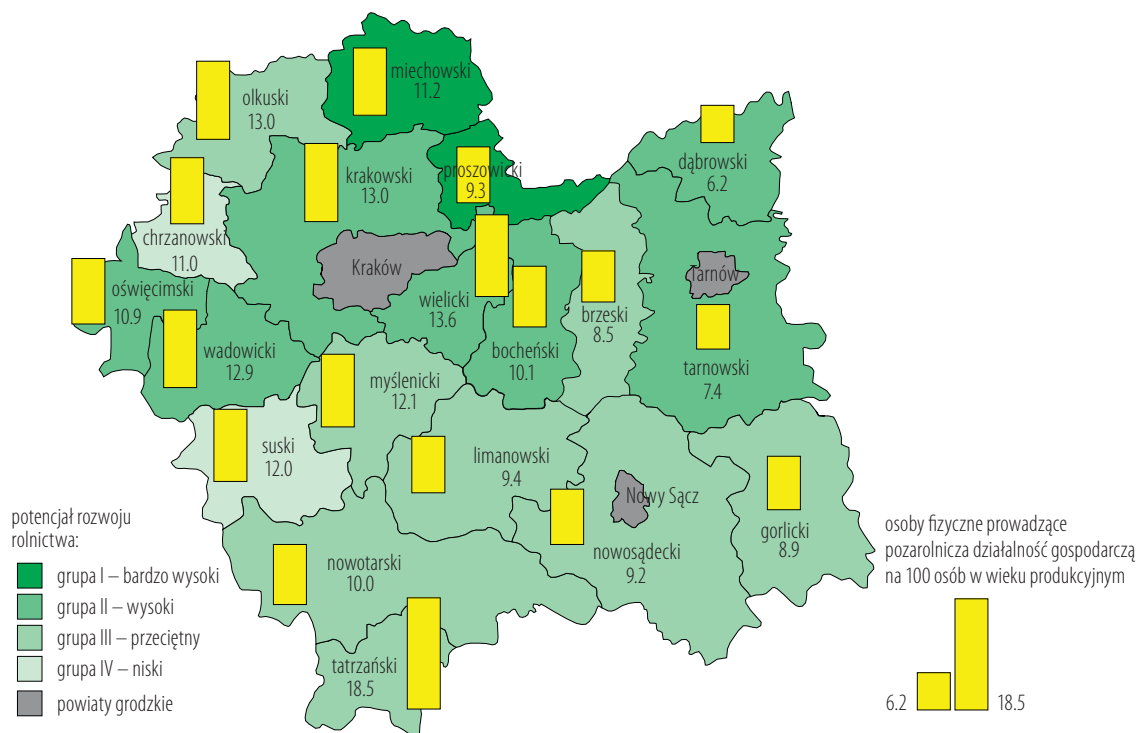 miechowski
11.2
olkuski
13.0
dąbrowski
6.2
krakowski
13.0
proszowicki
9.3
chrzanowski
11.0
Kraków
Tarnów
oświęcimski
10.9
wielicki
13.6
brzeski
8.5
wadowicki
12.9
bocheński
10.1
tarnowski
7.4
myślenicki
12.1
suski
12.0
limanowski
9.4
Nowy Sącz
nowosądecki
9.2
gorlicki
8.9
nowotarski
10.0
tatrzański
18.5
potencjał rozwoju
rolnictwa:
grupa I – bardzo wysoki
grupa II – wysoki
grupa III – przeciętny
grupa IV – niski
powiaty grodzkie
osoby fizyczne prowadzące
pozarolnicza działalność gospodarczą
na 100 osób w wieku produkcyjnym
6.2
18.5